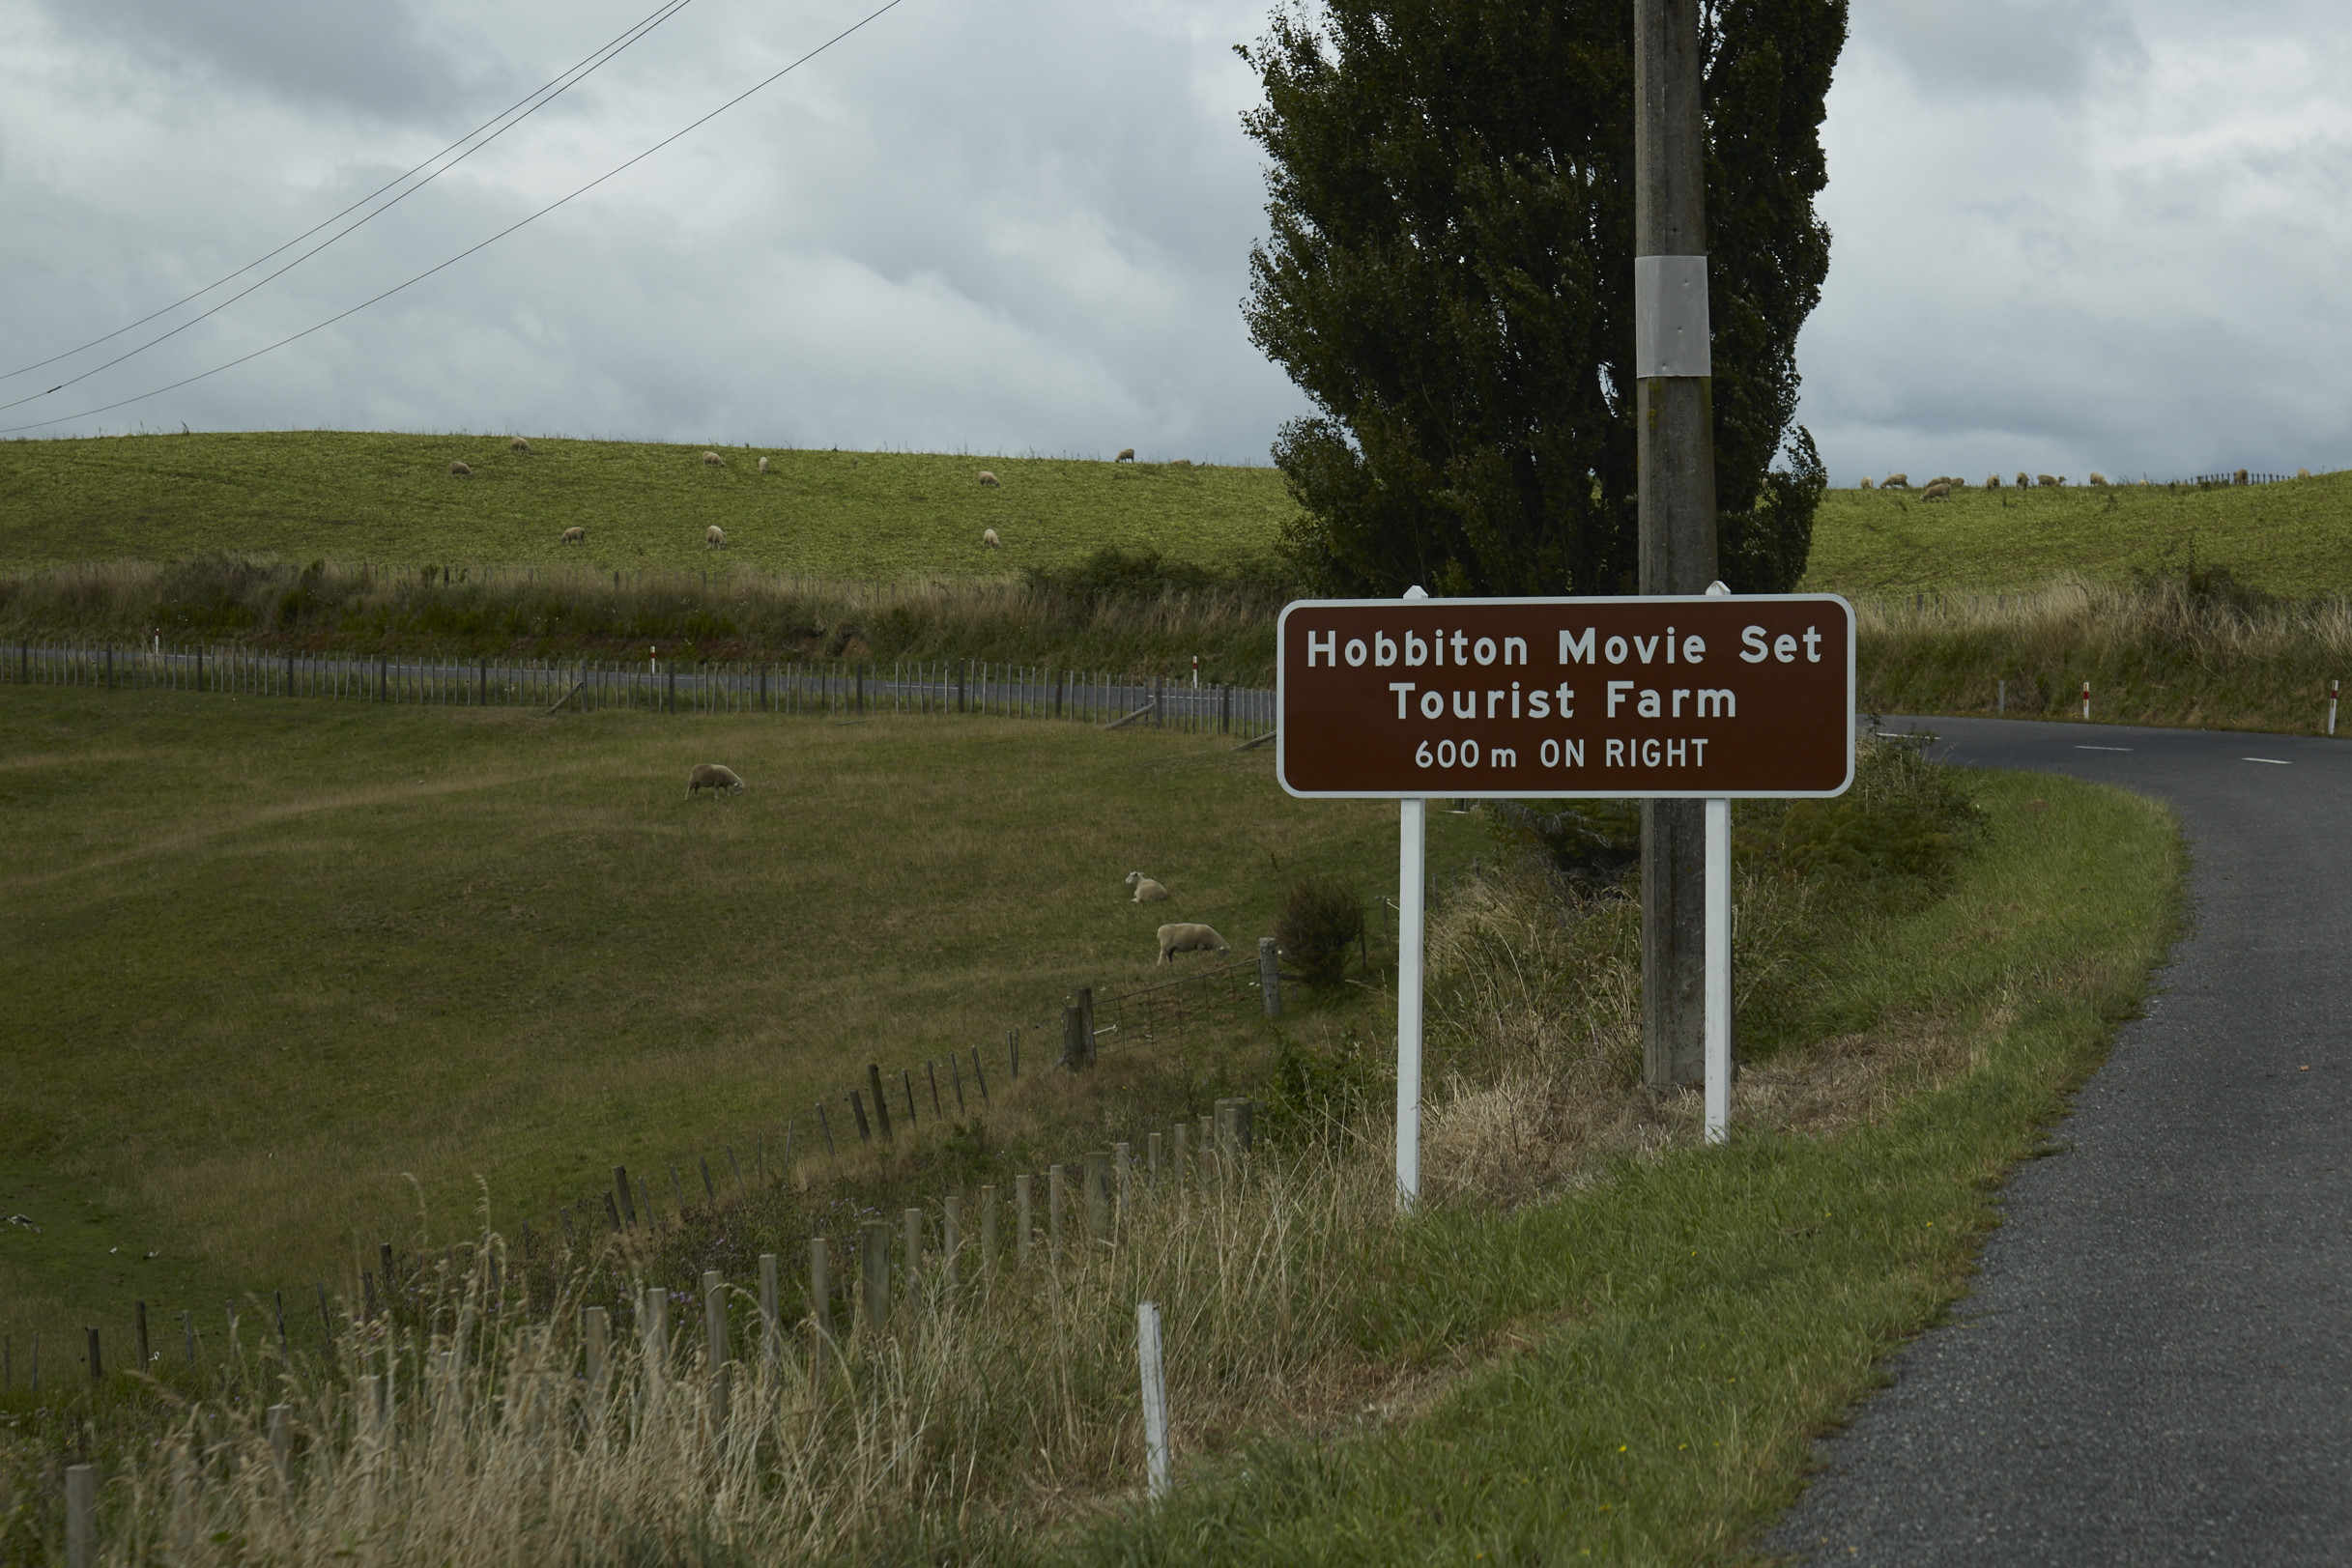 Hobbiton Movie Set
Tourist Farm
600 m ON RIGHT